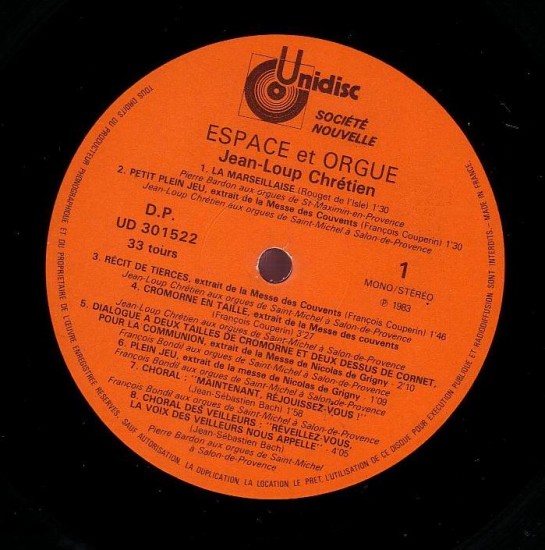 Unidisc
SOCIÉTÉ
NOUVELLE
ESPACE et ORGUE
Jean-Loup Chrétien
1. LA MARSEILLAISE (Rouget de l'Isle) 1'30
Pierre Bardon aux orgues de St-Maximin-en-Provence
2. PETIT PLEIN JEU, extrait de la Messe des Couvents (François Couperin) 1'30
Jean-Loup Chrétien aux orgues de Saint-Michel à Salon-de-Provence
D.P.
UD 301522
33 tours
1
MONO/STÉRÉO
℗ 1983
3. RÉCIT DE TIERCES, extrait de la Messe des Couvents (François Couperin) 1'46
Jean-Loup Chrétien aux orgues de Saint-Michel à Salon-de-Provence
4. CROMORNE EN TAILLE, extrait de la Messe des couvents
(François Couperin) 3'27
Jean-Loup Chrétien aux orgues de Saint-Michel à Salon-de-Provence
5. DIALOGUE A DEUX TAILLES DE CROMORNE ET DEUX DESSUS DE CORNET,
POUR LA COMMUNION, extrait de la Messe de Nicolas de Grigny - 2'10
François Bondil aux orgues de Saint-Michel à Salon-de-Provence
6. PLEIN JEU, extrait de la messe de Nicolas de Grigny - 1'09
François Bondil aux orgues de Saint-Michel à Salon-de-Provence
7. CHORAL : "MAINTENANT, RÉJOUISSEZ-VOUS !"
(Jean-Sébastien Bach) 1'58
François Bondil aux orgues de Saint-Michel à Salon-de-Provence
8. CHORAL DES VEILLEURS : "RÉVEILLEZ-VOUS,
LA VOIX DES VEILLEURS NOUS APPELLE" - 4'05
(Jean-Sébastien Bach)
Pierre Bardon aux orgues de Saint-Michel
à Salon-de-Provence
TOUS DROITS DU PRODUCTEUR PHONOGRAPHIQUE ET DU PROPRIETAIRE DE L'ŒUVRE ENREGISTRÉE RESERVES. SAUF AUTORISATION, LA DUPLICATION, LA LOCATION, LE PRET, L'UTILISATION DE CE DISQUE POUR EXÉCUTION PUBLIQUE ET RADIODIFFUSION SONT INTERDITS - MADE IN FRANCE.